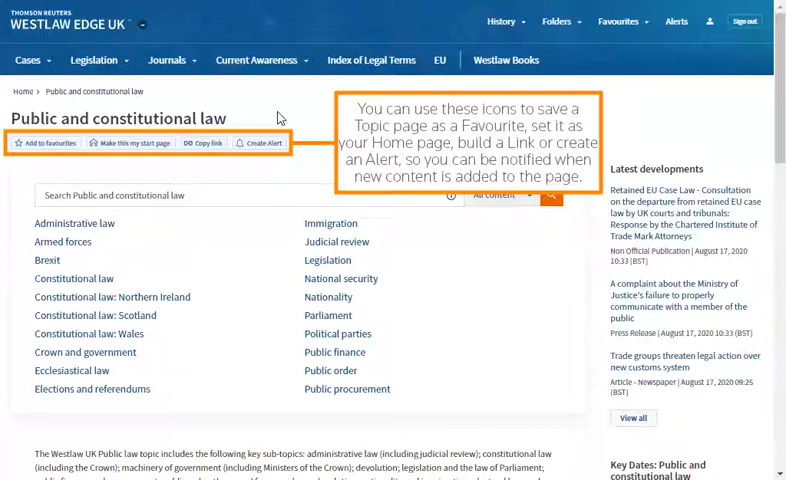 THOMSON REUTERS
WESTLAW EDGE UK
History
Folders
Favourites
Alerts
Sign out
Cases
Legislation
Journals
Current Awareness
Index of Legal Terms
EU
Westlaw Books
Home > Public and constitutional law
Public and constitutional law
Add to favourites
Make this my start page
Copy link
Create Alert
You can use these icons to save a
Topic page as a Favourite, set it as
your Home page, build a Link or create
an Alert, so you can be notified when
new content is added to the page.
Search Public and constitutional law
All content
Administrative law
Armed forces
Brexit
Constitutional law
Constitutional law: Northern Ireland
Constitutional law: Scotland
Constitutional law: Wales
Crown and government
Ecclesiastical law
Elections and referendums
Immigration
Judicial review
Legislation
National security
Nationality
Parliament
Political parties
Public finance
Public order
Public procurement
The Westlaw UK Public law topic includes the following key sub-topics: administrative law (including judicial review); constitutional law
(including the Crown); machinery of government (including Ministers of the Crown); devolution; legislation and the law of Parliament;
Latest developments
Retained EU Case Law - Consultation
on the departure from retained EU case
law by UK courts and tribunals:
Response by the Chartered Institute of
Trade Mark Attorneys
Non Official Publication | August 17, 2020
10:33 (BST)
A complaint about the Ministry of
Justice's failure to properly
communicate with a member of the
public
Press Release | August 17, 2020 10:33 (BST)
Trade groups threaten legal action over
new customs system
Article - Newspaper | August 17, 2020 09:25
(BST)
View all
Key Dates: Public and
constitutional law